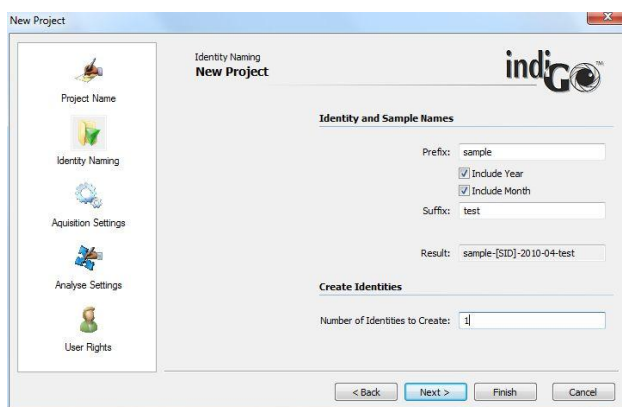 New Project
Identity Naming
New Project
indiGo™
Project Name
Identity Naming
Aquisition Settings
Analyse Settings
User Rights
Identity and Sample Names
Prefix: sample
Include Year
Include Month
Suffix: test
Result: sample-[SID]-2010-04-test
Create Identities
Number of Identities to Create: 1
< Back Next > Finish Cancel